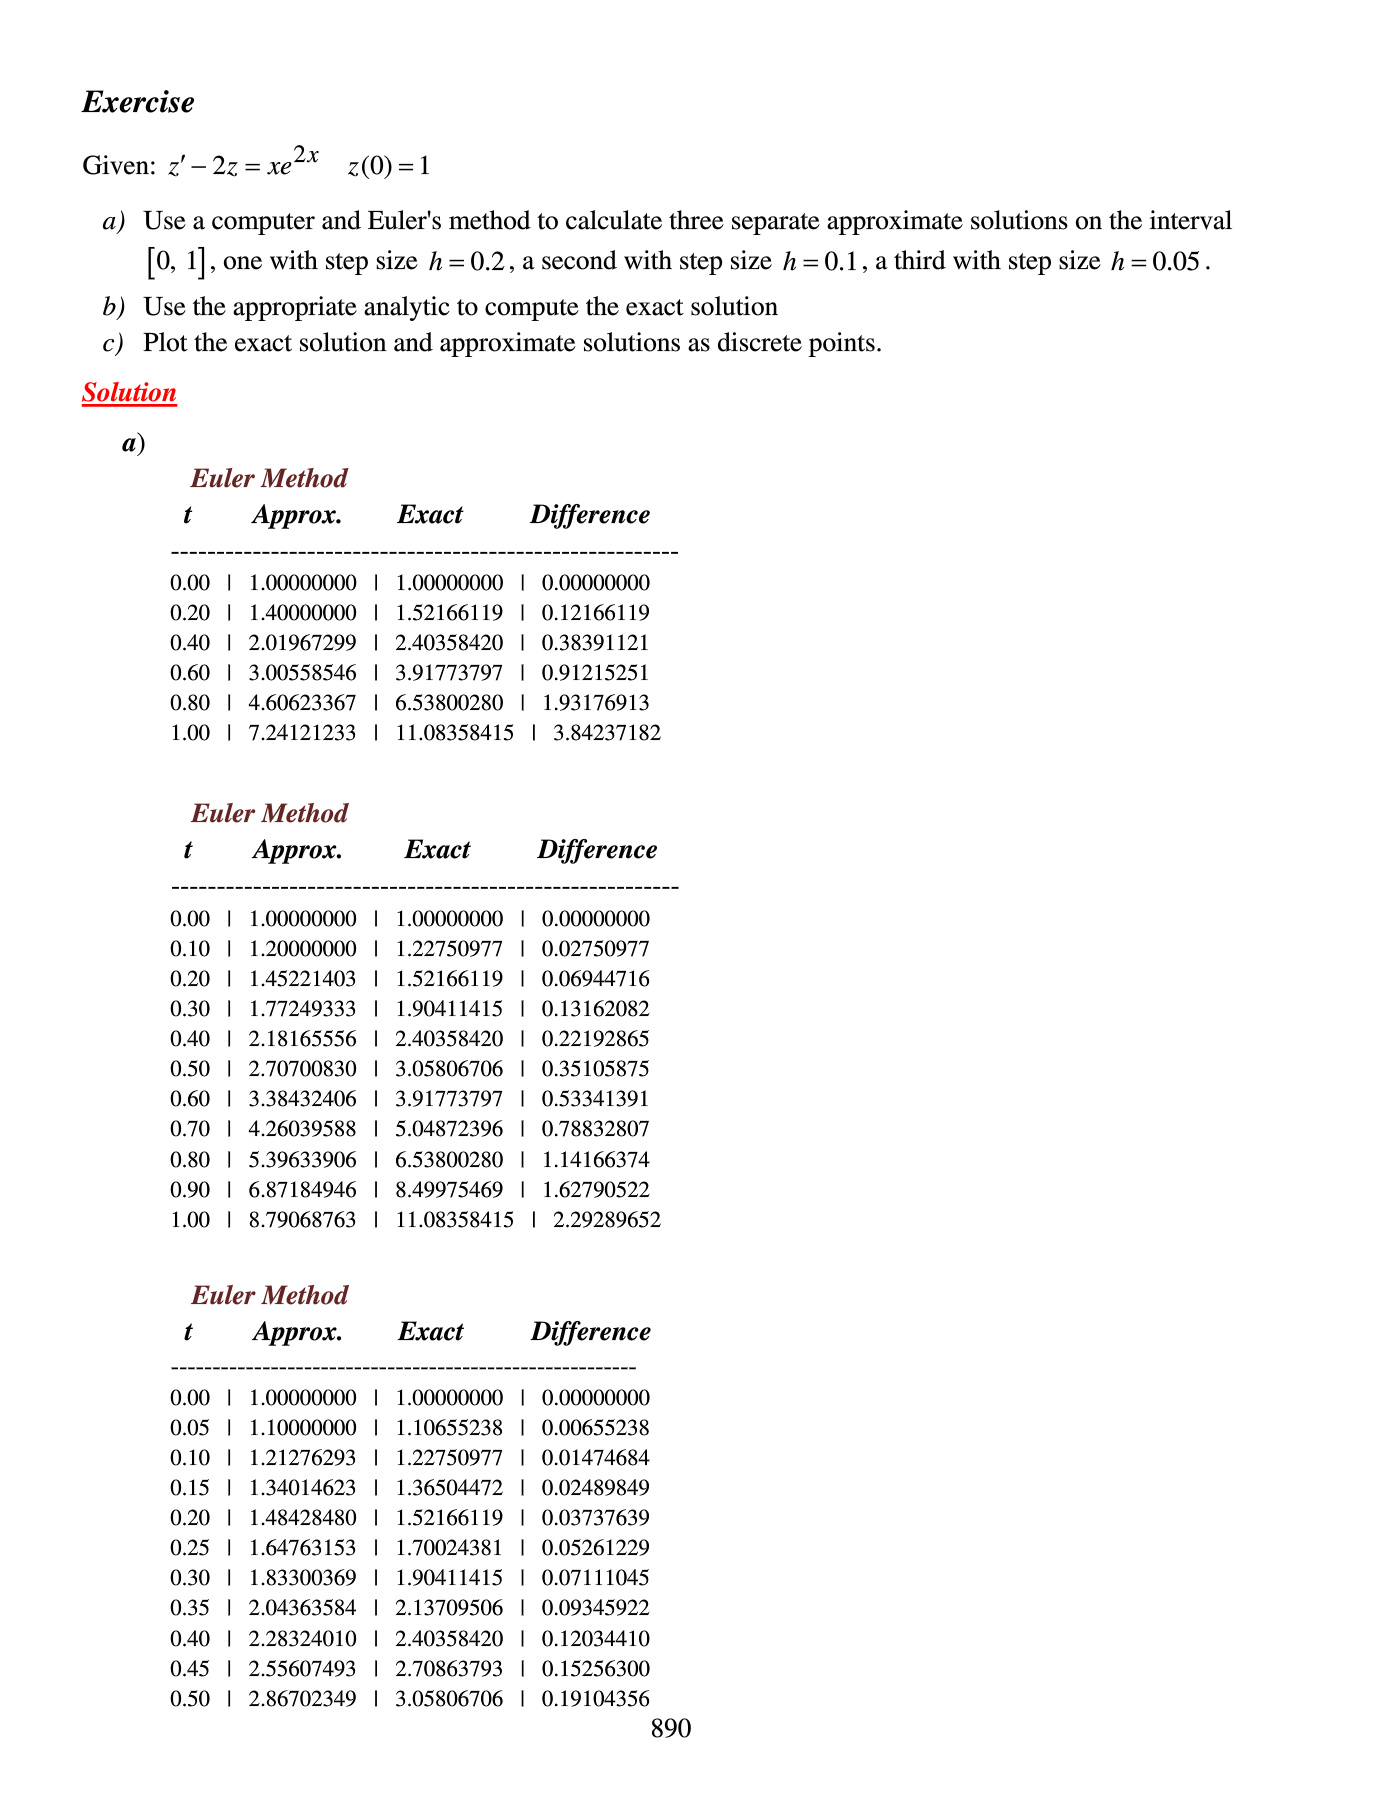 Exercise
Given: z′ – 2z = xe^{2x} z(0) = 1
a) Use a computer and Euler's method to calculate three separate approximate solutions on the interval
[0, 1], one with step size h = 0.2, a second with step size h = 0.1, a third with step size h = 0.05.
b) Use the appropriate analytic to compute the exact solution
c) Plot the exact solution and approximate solutions as discrete points.
Solution
a)
Euler Method
t Approx. Exact Difference
--------------------------------------------------------
0.00 | 1.00000000 | 1.00000000 | 0.00000000
0.20 | 1.40000000 | 1.52166119 | 0.12166119
0.40 | 2.01967299 | 2.40358420 | 0.38391121
0.60 | 3.00558546 | 3.91773797 | 0.91215251
0.80 | 4.60623367 | 6.53800280 | 1.93176913
1.00 | 7.24121233 | 11.08358415 | 3.84237182
Euler Method
t Approx. Exact Difference
--------------------------------------------------------
0.00 | 1.00000000 | 1.00000000 | 0.00000000
0.10 | 1.20000000 | 1.22750977 | 0.02750977
0.20 | 1.45221403 | 1.52166119 | 0.06944716
0.30 | 1.77249333 | 1.90411415 | 0.13162082
0.40 | 2.18165556 | 2.40358420 | 0.22192865
0.50 | 2.70700830 | 3.05806706 | 0.35105875
0.60 | 3.38432406 | 3.91773797 | 0.53341391
0.70 | 4.26039588 | 5.04872396 | 0.78832807
0.80 | 5.39633906 | 6.53800280 | 1.14166374
0.90 | 6.87184946 | 8.49975469 | 1.62790522
1.00 | 8.79068763 | 11.08358415 | 2.29289652
Euler Method
t Approx. Exact Difference
--------------------------------------------------------
0.00 | 1.00000000 | 1.00000000 | 0.00000000
0.05 | 1.10000000 | 1.10655238 | 0.00655238
0.10 | 1.21276293 | 1.22750977 | 0.01474684
0.15 | 1.34014623 | 1.36504472 | 0.02489849
0.20 | 1.48428480 | 1.52166119 | 0.03737639
0.25 | 1.64763153 | 1.70024381 | 0.05261229
0.30 | 1.83300369 | 1.90411415 | 0.07111045
0.35 | 2.04363584 | 2.13709506 | 0.09345922
0.40 | 2.28324010 | 2.40358420 | 0.12034410
0.45 | 2.55607493 | 2.70863793 | 0.15256300
0.50 | 2.86702349 | 3.05806706 | 0.19104356
890